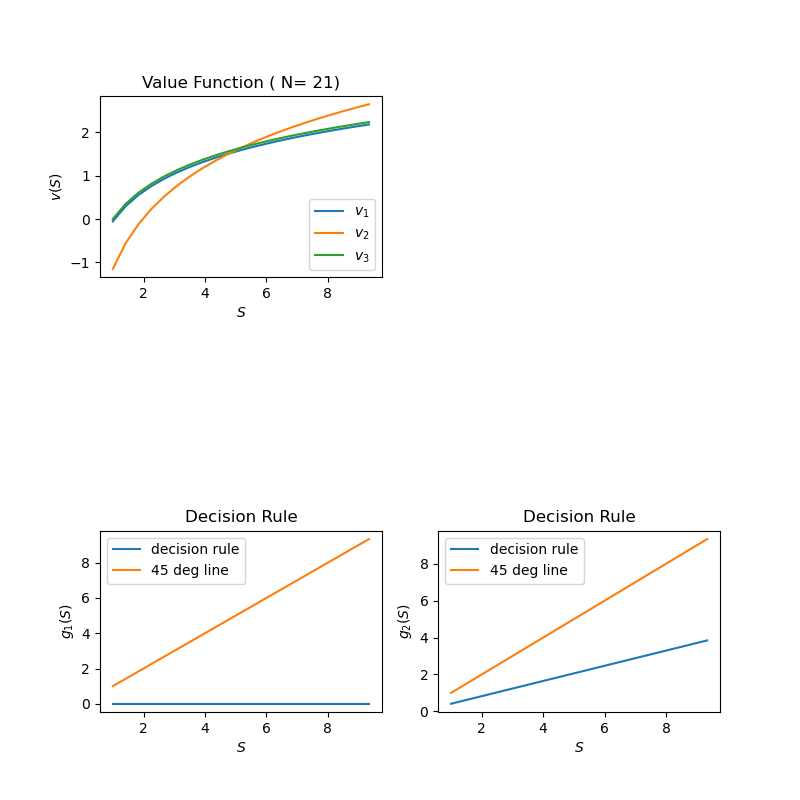 Value Function ( N= 21)
v(S)
2
1
0
−1
v₁
v₂
v₃
2 4 6 8
S
Decision Rule
g₁(S)
8
6
4
2
0
decision rule
45 deg line
2 4 6 8
S
Decision Rule
g₂(S)
8
6
4
2
0
decision rule
45 deg line
2 4 6 8
S